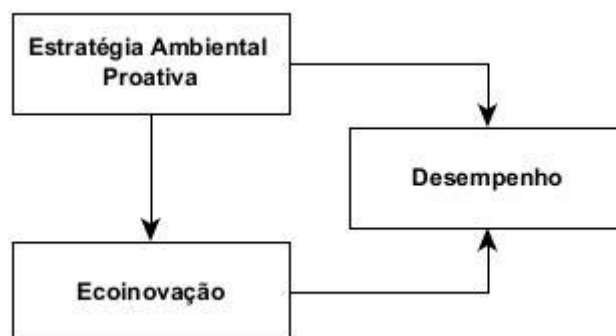 Estratégia Ambiental
Proativa
Desempenho
Ecoinovação